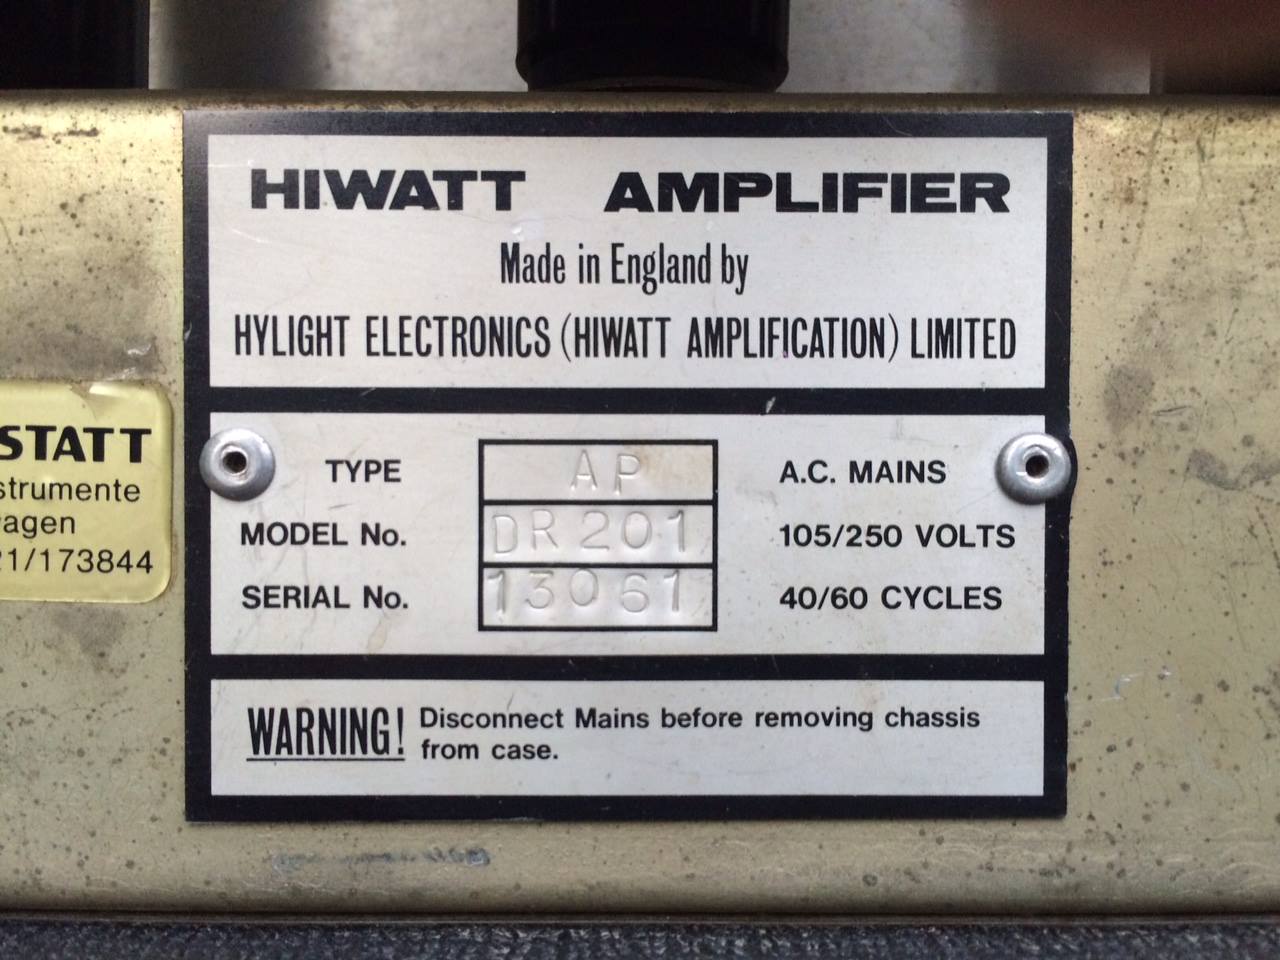 HIWATT AMPLIFIER
Made in England by
HYLIGHT ELECTRONICS (HIWATT AMPLIFICATION) LIMITED
TYPE AP A.C. MAINS
MODEL No. DR201 105/250 VOLTS
SERIAL No. 13061 40/60 CYCLES
WARNING! Disconnect Mains before removing chassis
from case.
STATT
strumente
agen
21/173844